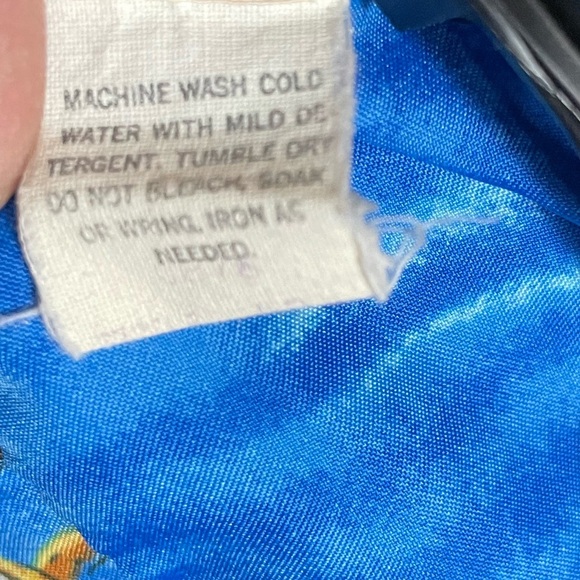 MACHINE WASH COLD
WATER WITH MILD DE
TERGENT. TUMBLE DRY
DO NOT BLEACH, SOAK
OR WRING, IRON AS
NEEDED.